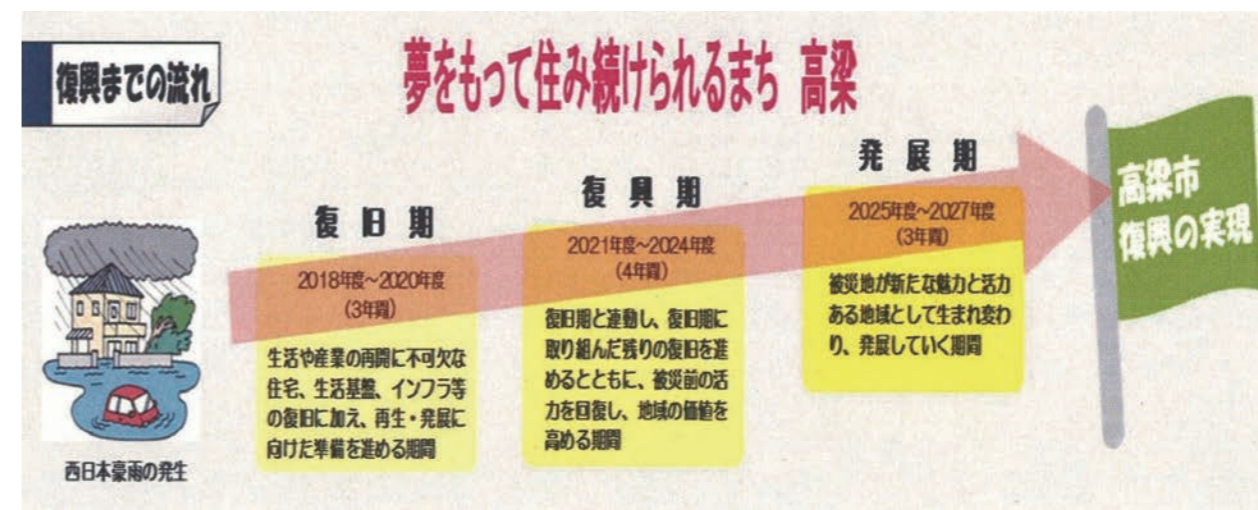 復興までの流れ
夢をもって住み続けられるまち 高梁
復旧期
2018年度～2020年度
(3年間)
生活や産業の再開に不可欠な
住宅、生活基盤、インフラ等
の復旧に加え、再生・発展に
向けた準備を進める期間
復興期
2021年度～2024年度
(4年間)
復旧期と連動し、復旧期に
取り組んだ残りの復旧を進
めるとともに、被災前の活
力を回復し、地域の価値を
高める期間
発展期
2025年度～2027年度
(3年間)
被災地が新たな魅力と活力
ある地域として生まれ変わ
り、発展していく期間
高梁市
復興の実現
西日本豪雨の発生